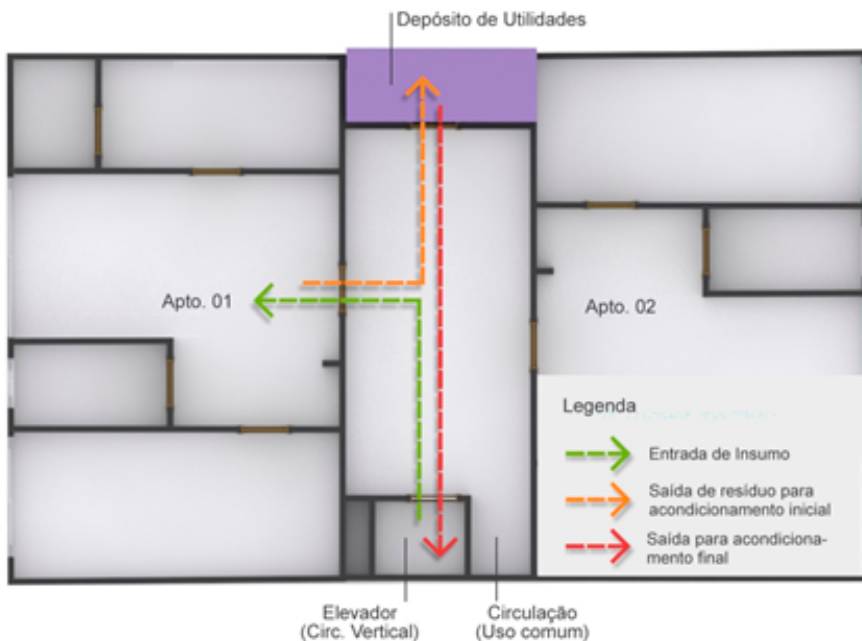 Depósito de Utilidades
Apto. 01
Apto. 02
Legenda
Entrada de Insumo
Saída de resíduo para
acondicionamento inicial
Saída para acondiciona-
mento final
Elevador
(Circ. Vertical)
Circulação
(Uso comum)